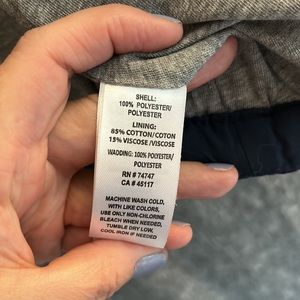 SHELL:
100% POLYESTER/
POLYESTER
LINING:
85% COTTON/COTON
15% VISCOSE/VISCOSE
WADDING: 100% POLYESTER/
POLYESTER
RN # 74747
CA # 45117
MACHINE WASH COLD,
WITH LIKE COLORS,
USE ONLY NON-CHLORINE
BLEACH WHEN NEEDED,
TUMBLE DRY LOW,
COOL IRON IF NEEDED